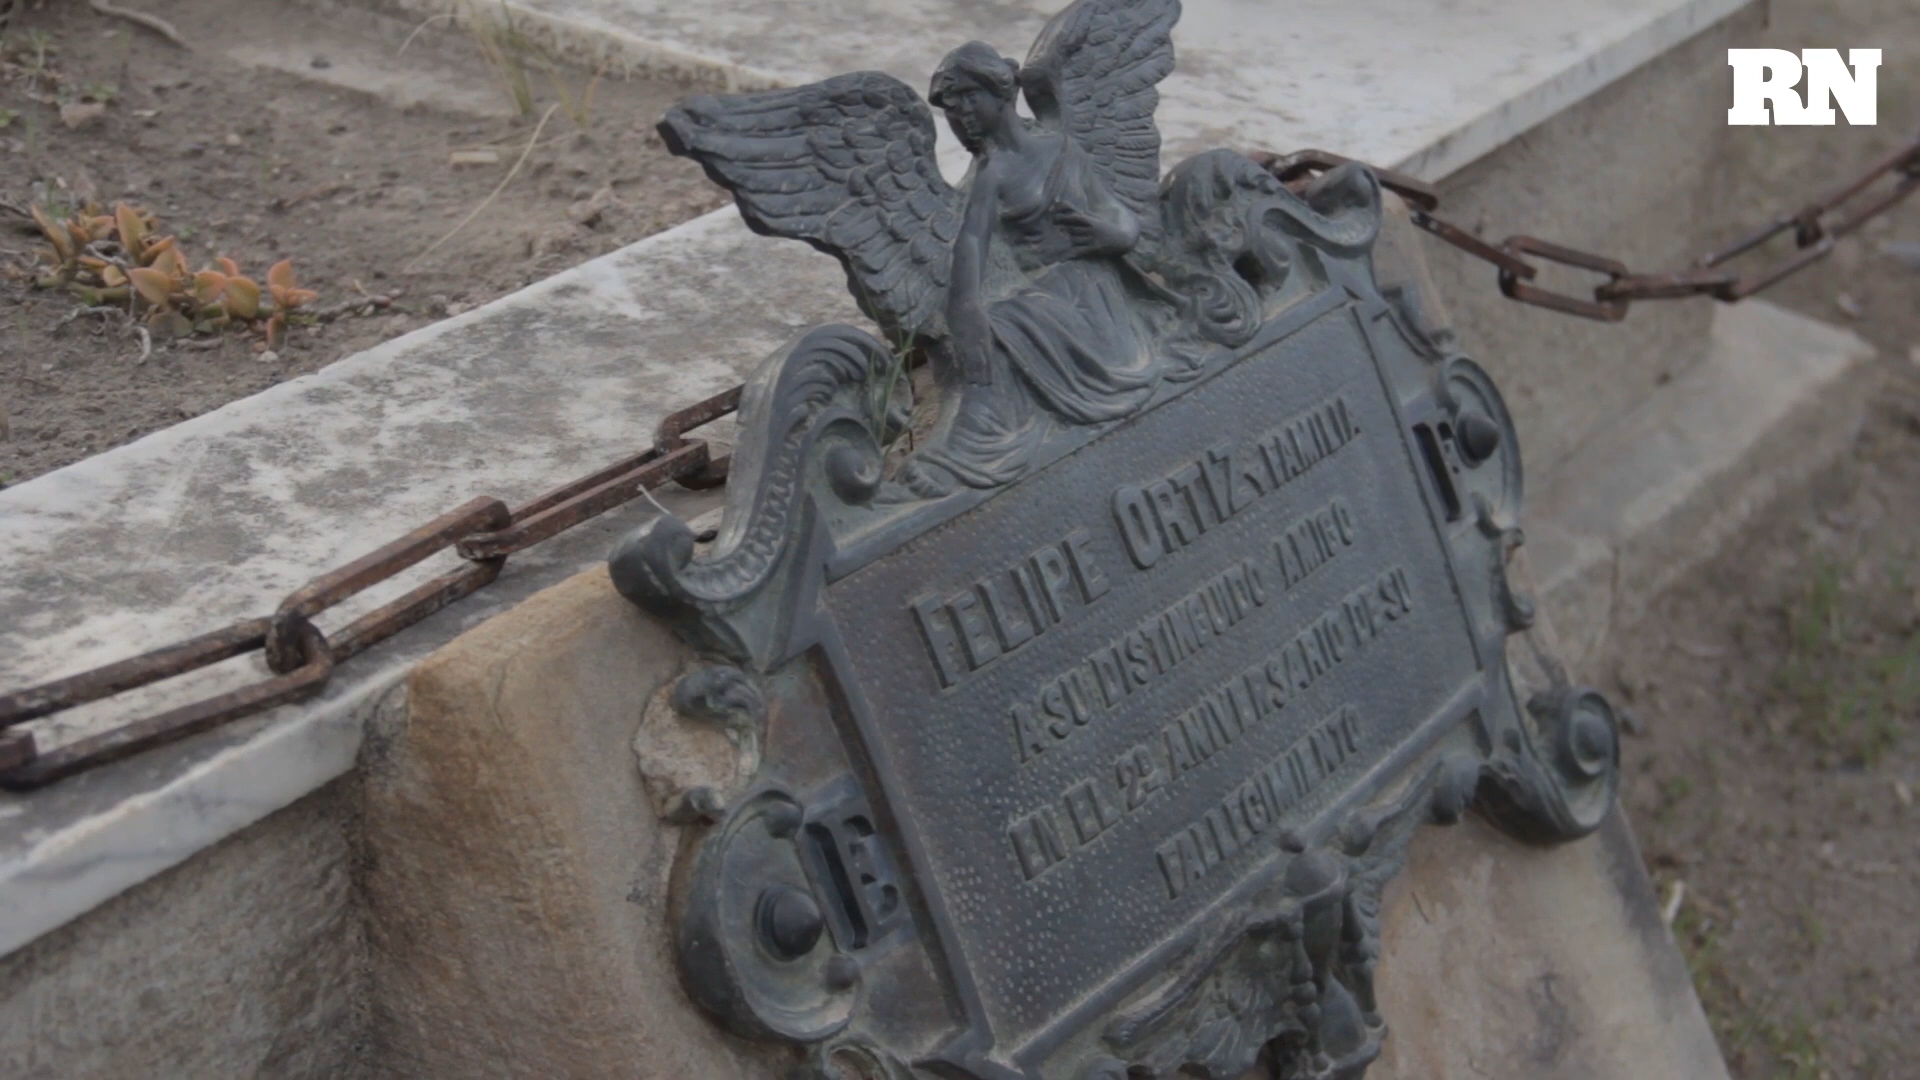 RN
FELIPE ORTIZ Y FAMILIA
A SU DISTINGUIDO AMIGO
EN EL 2º ANIVERSARIO DE SU
FALLECIMIENTO